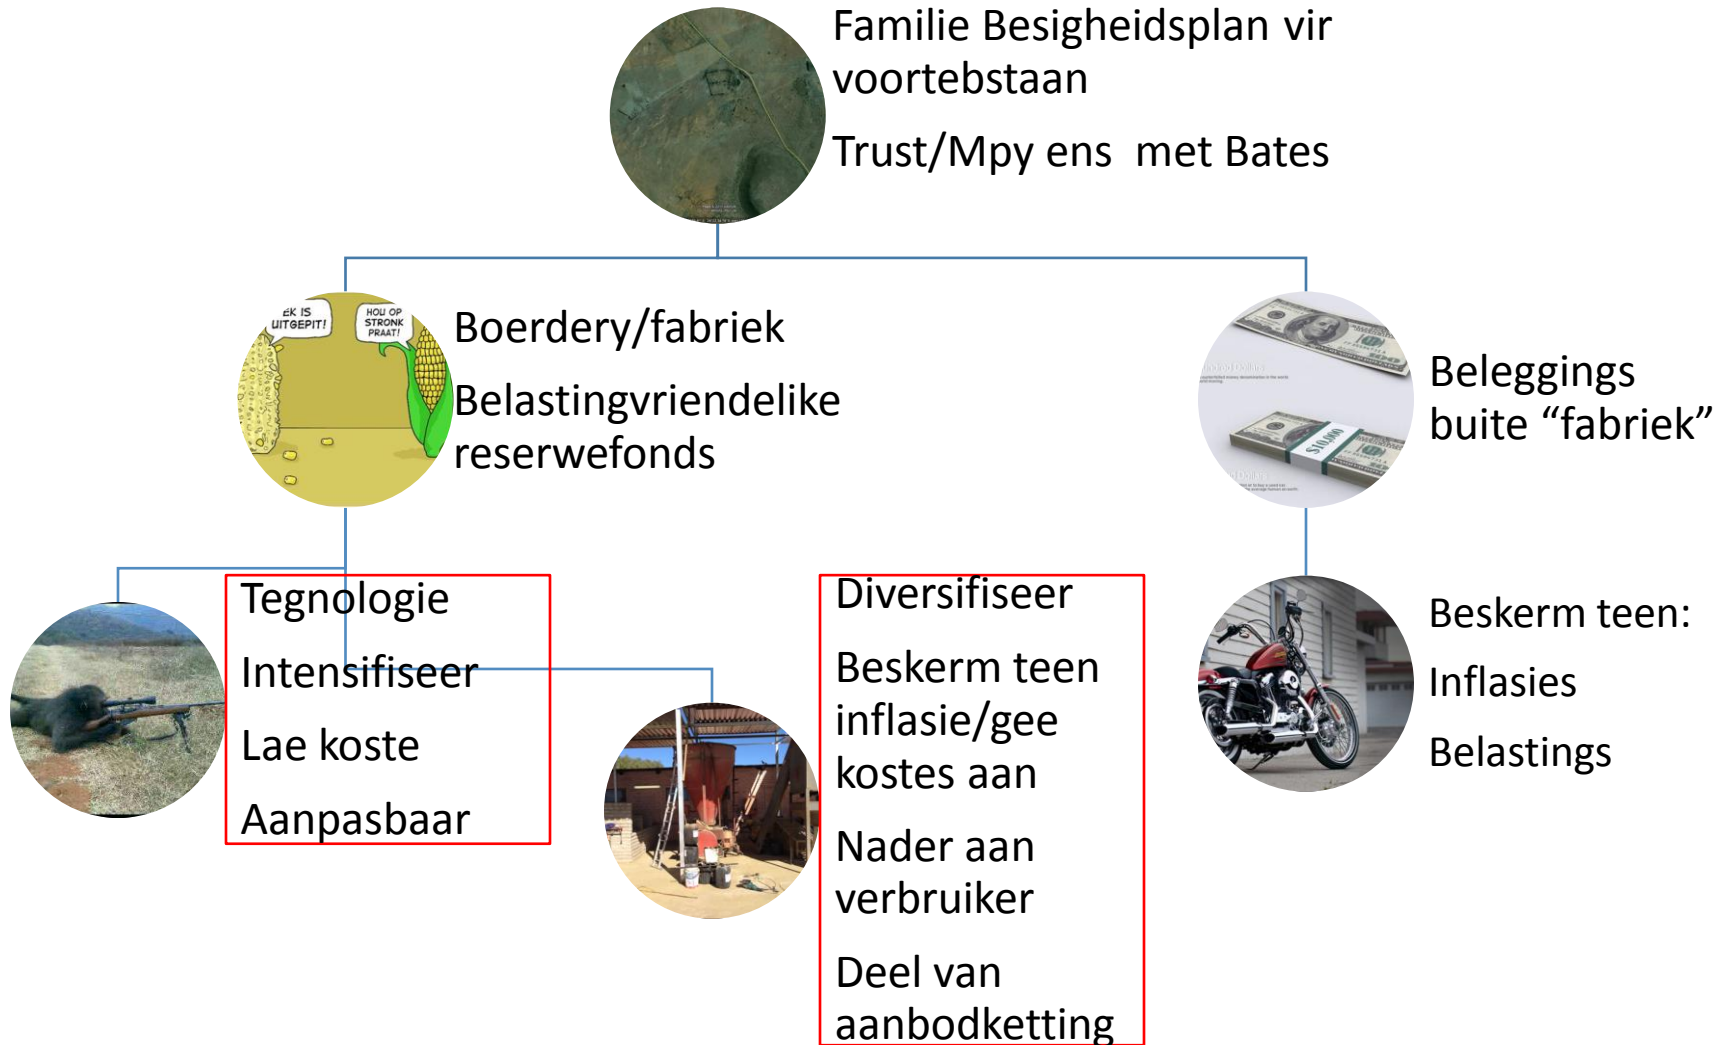 Familie Besigheidsplan vir
voortebstaan
Trust/Mpy ens  met Bates
EK IS
UITGEPIT!
HOU OP
STRONK
PRAAT!
Boerdery/fabriek
Belastingvriendelike
reserwefonds
$10,000
Beleggings
buite “fabriek”
Tegnologie
Intensifiseer
Lae koste
Aanpasbaar
Diversifiseer
Beskerm teen
inflasie/gee
kostes aan
Nader aan
verbruiker
Deel van
aanbodketting
Beskerm teen:
Inflasies
Belastings